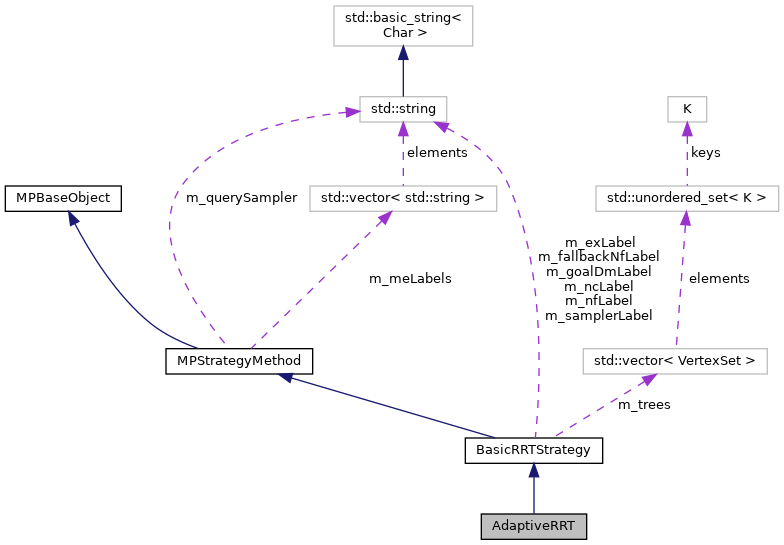 std::basic_string<
Char >
std::string
K
elements
keys
MPBaseObject
m_querySampler
std::vector< std::string >
std::unordered_set< K >
m_exLabel
m_fallbackNfLabel
m_goalDmLabel
m_ncLabel
m_nfLabel
m_samplerLabel
m_meLabels
elements
MPStrategyMethod
std::vector< VertexSet >
m_trees
BasicRRTStrategy
AdaptiveRRT